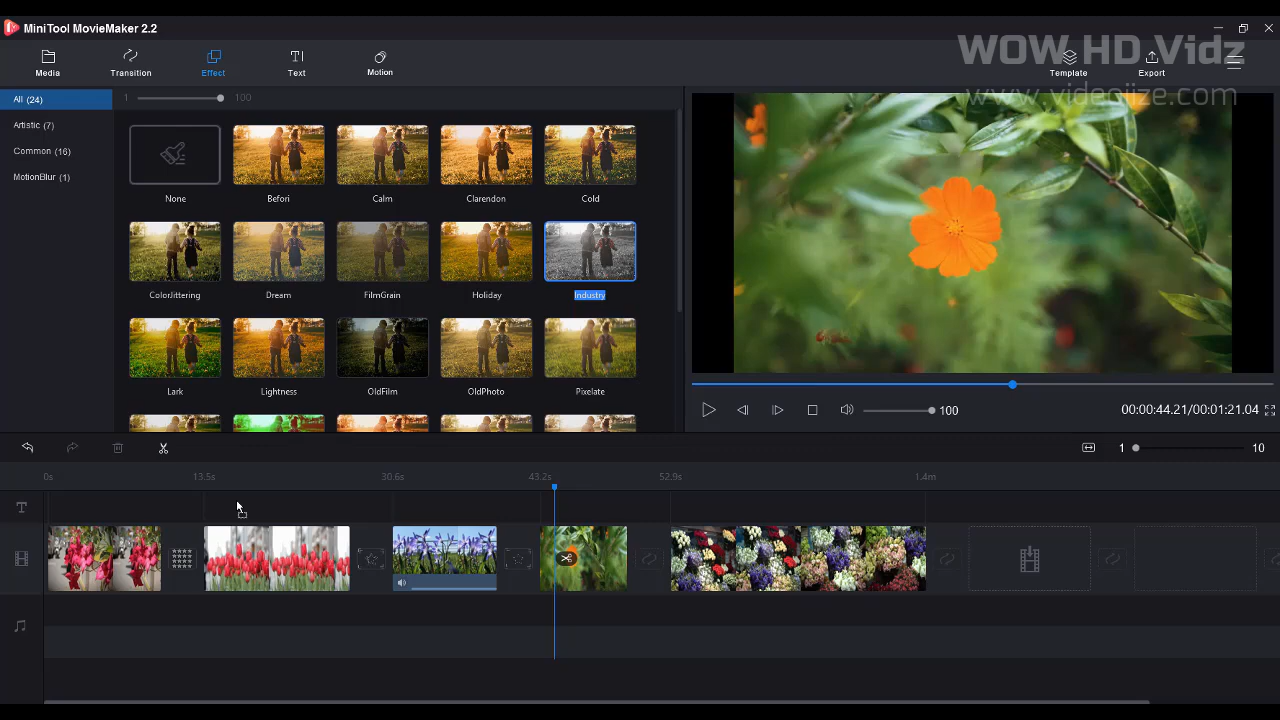 MiniTool MovieMaker 2.2
WOW HD Vidz
www.videojize.com
Media
Transition
Effect
Text
Motion
Template
Export
All (24)
Artistic (7)
Common (16)
MotionBlur (1)
1 100
None
Befori
Calm
Clarendon
Cold
ColorJittering
Dream
FilmGrain
Holiday
Industry
Lark
Lightness
OldFilm
OldPhoto
Pixelate
100
00:00:44.21/00:01:21.04
1 10
0s
13.5s
30.6s
43.2s
52.9s
1.4m
T